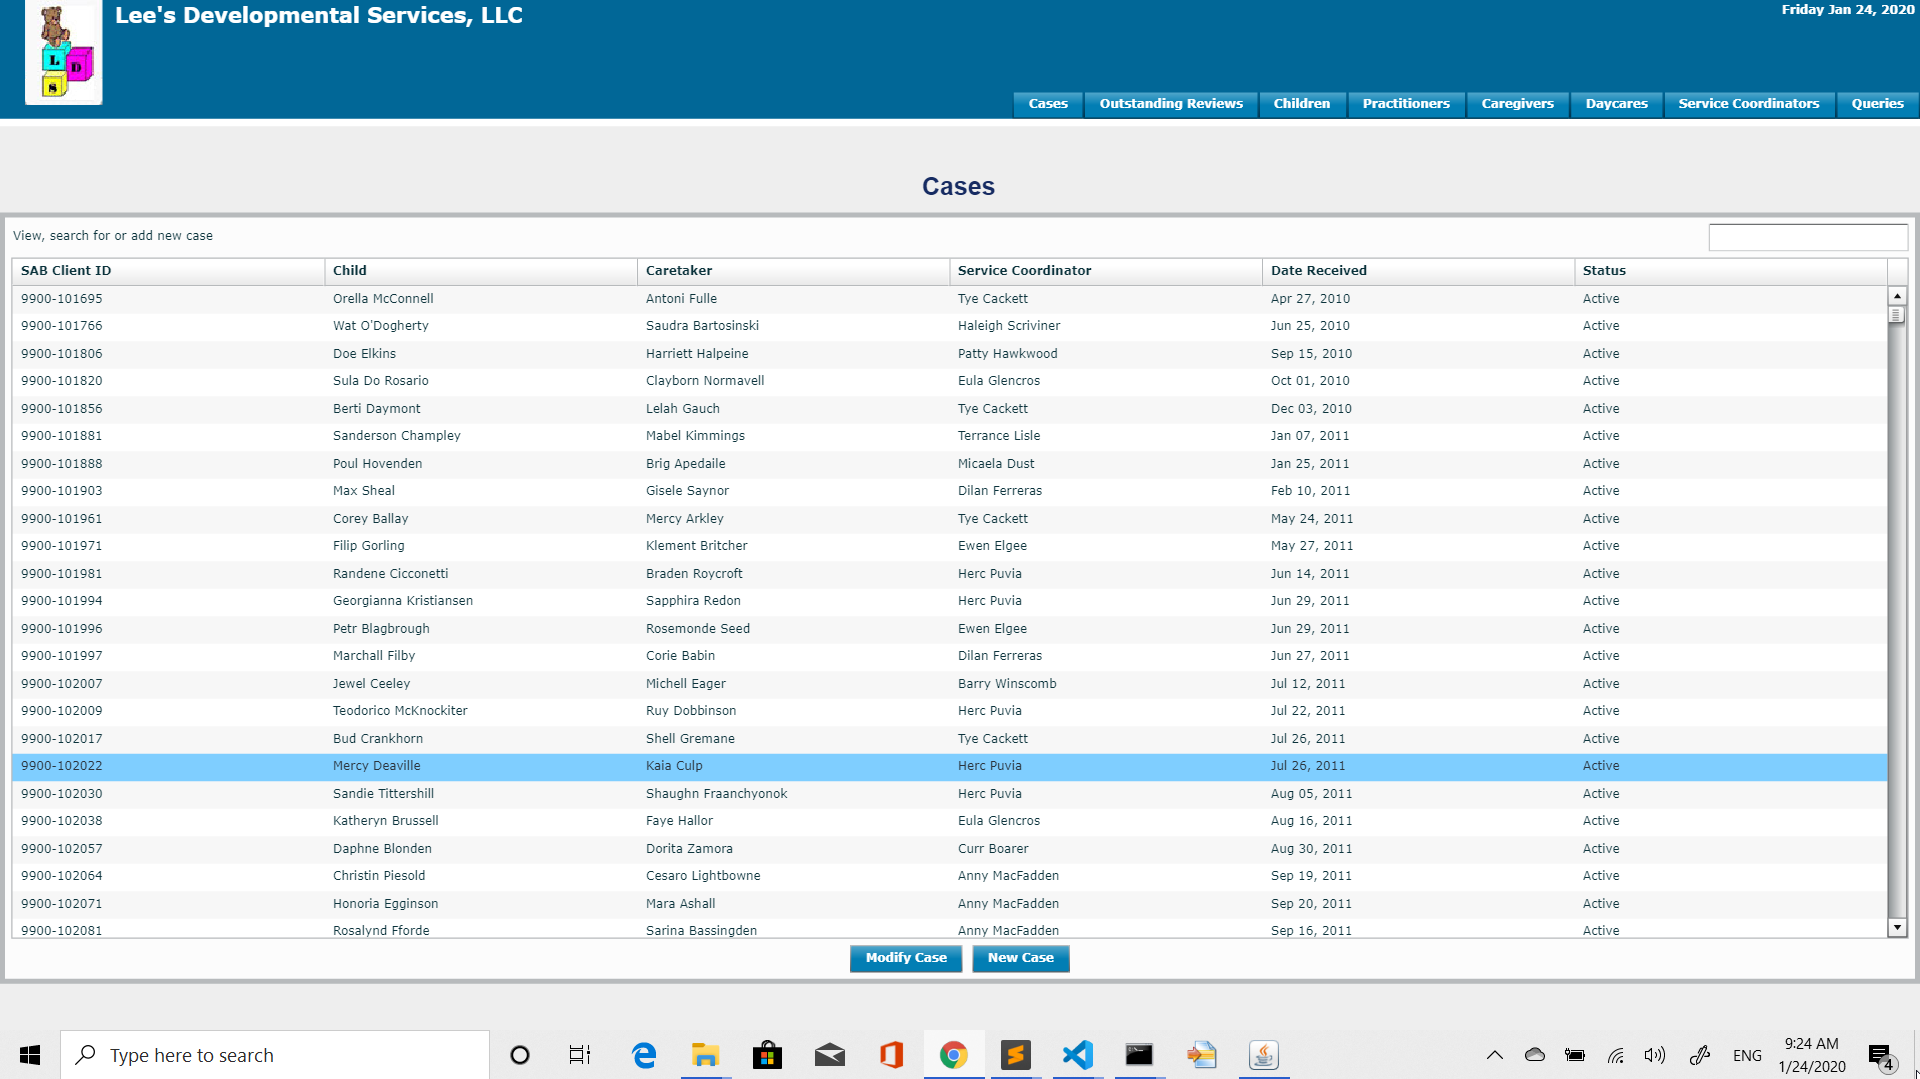 Lee's Developmental Services, LLC
Friday Jan 24, 2020
L
D
S
Cases Outstanding Reviews Children Practitioners Caregivers Daycares Service Coordinators Queries
Cases
View, search for or add new case
SAB Client ID Child Caretaker Service Coordinator Date Received Status
9900-101695 Orella McConnell Antoni Fulle Tye Cackett Apr 27, 2010 Active
9900-101766 Wat O'Dogherty Saudra Bartosinski Haleigh Scriviner Jun 25, 2010 Active
9900-101806 Doe Elkins Harriett Halpeine Patty Hawkwood Sep 15, 2010 Active
9900-101820 Sula Do Rosario Clayborn Normavell Eula Glencros Oct 01, 2010 Active
9900-101856 Berti Daymont Lelah Gauch Tye Cackett Dec 03, 2010 Active
9900-101881 Sanderson Champley Mabel Kimmings Terrance Lisle Jan 07, 2011 Active
9900-101888 Poul Hovenden Brig Apedaile Micaela Dust Jan 25, 2011 Active
9900-101903 Max Sheal Gisele Saynor Dilan Ferreras Feb 10, 2011 Active
9900-101961 Corey Ballay Mercy Arkley Tye Cackett May 24, 2011 Active
9900-101971 Filip Gorling Klement Britcher Ewen Elgee May 27, 2011 Active
9900-101981 Randene Cicconetti Braden Roycroft Herc Puvia Jun 14, 2011 Active
9900-101994 Georgianna Kristiansen Sapphira Redon Herc Puvia Jun 29, 2011 Active
9900-101996 Petr Blagbrough Rosemonde Seed Ewen Elgee Jun 29, 2011 Active
9900-101997 Marchall Filby Corie Babin Dilan Ferreras Jun 27, 2011 Active
9900-102007 Jewel Ceeley Michell Eager Barry Winscomb Jul 12, 2011 Active
9900-102009 Teodorico McKnockiter Ruy Dobbinson Herc Puvia Jul 22, 2011 Active
9900-102017 Bud Crankhorn Shell Gremane Tye Cackett Jul 26, 2011 Active
9900-102022 Mercy Deaville Kaia Culp Herc Puvia Jul 26, 2011 Active
9900-102030 Sandie Tittershill Shaughn Fraanchyonok Herc Puvia Aug 05, 2011 Active
9900-102038 Katheryn Brussell Faye Hallor Eula Glencros Aug 16, 2011 Active
9900-102057 Daphne Blonden Dorita Zamora Curr Boarer Aug 30, 2011 Active
9900-102064 Christin Piesold Cesaro Lightbowne Anny MacFadden Sep 19, 2011 Active
9900-102071 Honoria Egginson Mara Ashall Anny MacFadden Sep 20, 2011 Active
9900-102081 Rosalynd Fforde Sarina Bassingden Anny MacFadden Sep 16, 2011 Active
Modify Case New Case
Type here to search
ENG
9:24 AM
1/24/2020
4